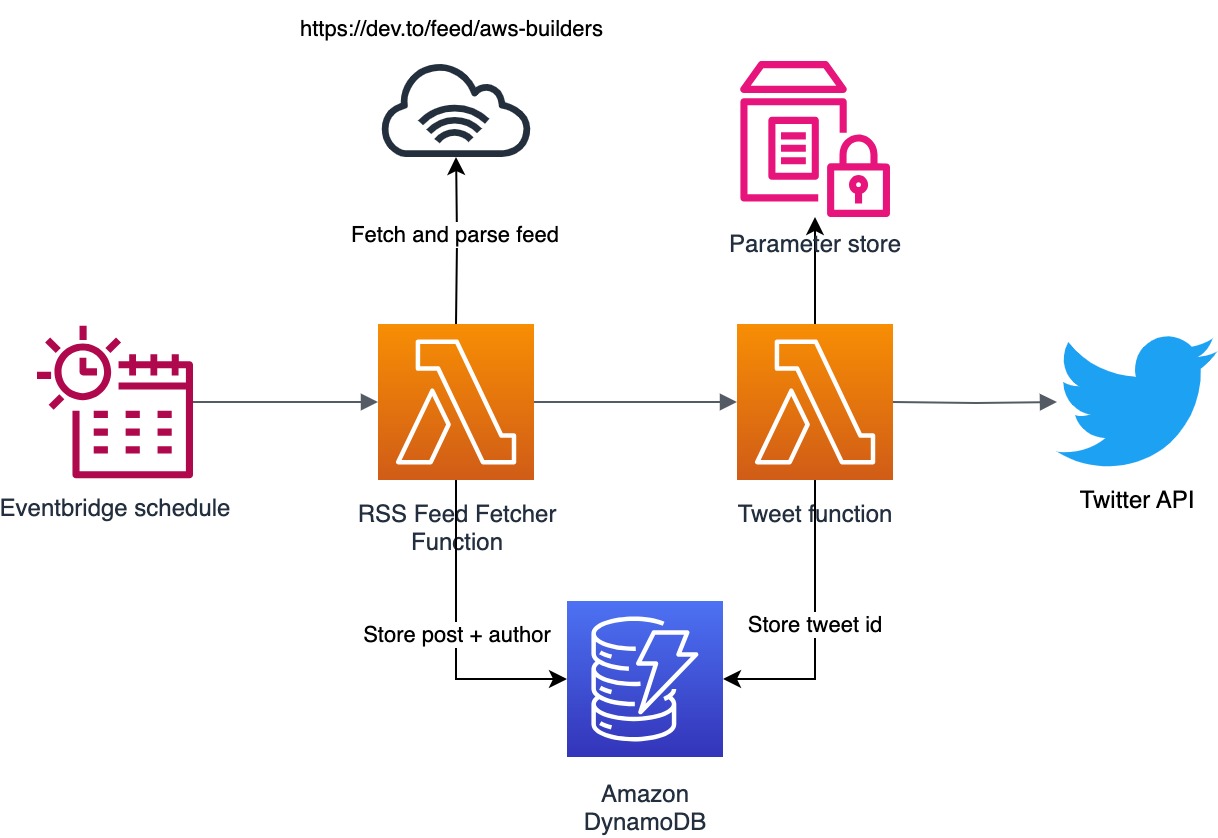 https://dev.to/feed/aws-builders
Fetch and parse feed
Parameter store
Eventbridge schedule
RSS Feed Fetcher
Function
Tweet function
Twitter API
Store post + author
Store tweet id
Amazon
DynamoDB